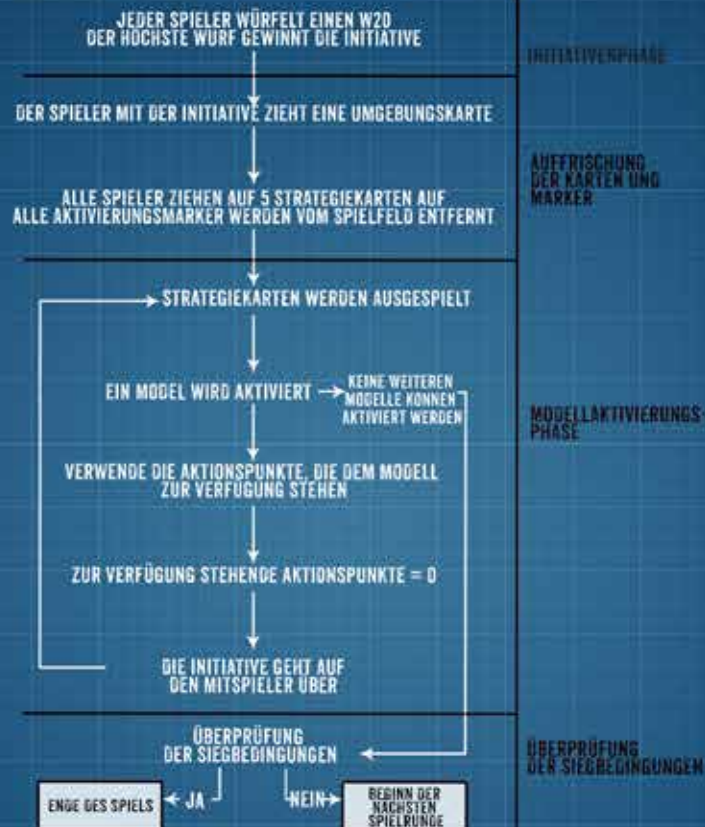 JEDER SPIELER WÜRFELT EINEN W20
DER HÖCHSTE WURF GEWINNT DIE INITIATIVE
INITIATIVENPHASE
DER SPIELER MIT DER INITIATIVE ZIEHT EINE UMGEBUNGSKARTE
ALLE SPIELER ZIEHEN AUF 5 STRATEGIEKARTEN AUF
ALLE AKTIVIERUNGSMARKER WERDEN VOM SPIELFELD ENTFERNT
AUFFRISCHUNG
DER KARTEN UND
MARKER
STRATEGIEKARTEN WERDEN AUSGESPIELT
EIN MODEL WIRD AKTIVIERT
KEINE WEITEREN
MODELLE KÖNNEN
AKTIVIERT WERDEN
VERWENDE DIE AKTIONSPUNKTE, DIE DEM MODELL
ZUR VERFÜGUNG STEHEN
ZUR VERFÜGUNG STEHENDE AKTIONSPUNKTE = 0
DIE INITIATIVE GEHT AUF
DEN MITSPIELER ÜBER
MODELLAKTIVIERUNGS-
PHASE
ÜBERPRÜFUNG
DER SIEGBEDINGUNGEN
JA
NEIN
ENDE DES SPIELS
BEGINN DER
NÄCHSTEN
SPIELRUNDE
ÜBERPRÜFUNG
DER SIEGBEDINGUNGEN